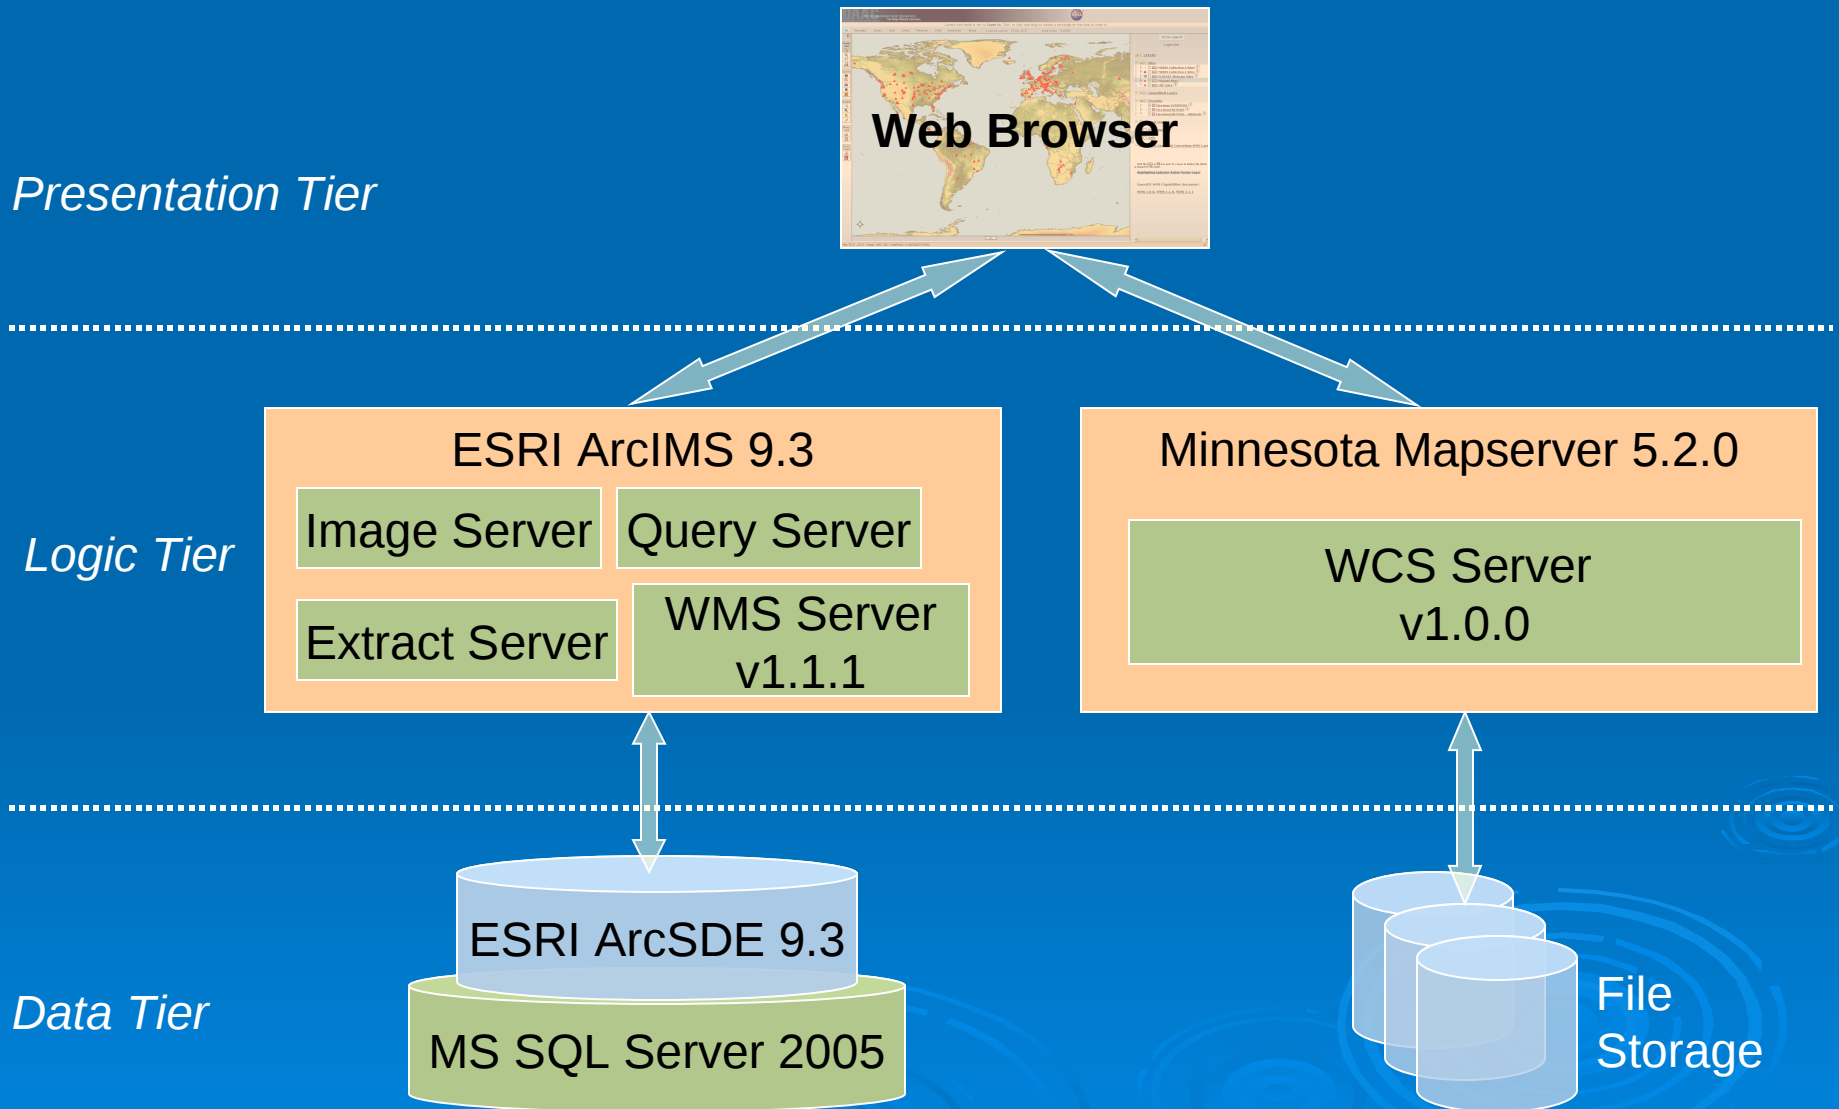 Web Browser
Presentation Tier
ESRI ArcIMS 9.3
Image Server
Query Server
Extract Server
WMS Server
v1.1.1
Minnesota Mapserver 5.2.0
WCS Server
v1.0.0
Logic Tier
ESRI ArcSDE 9.3
MS SQL Server 2005
Data Tier
File
Storage